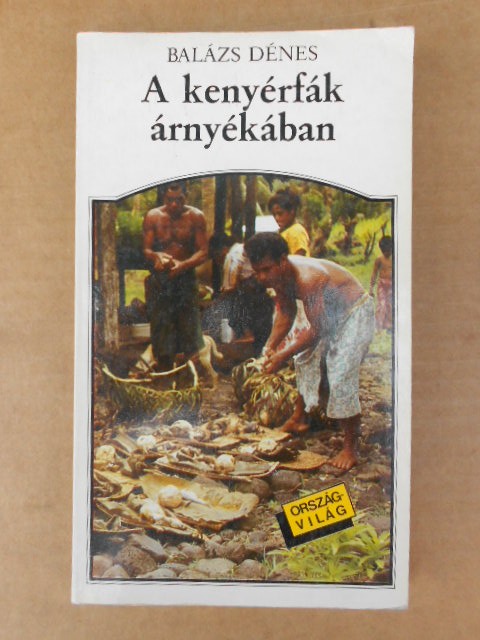 BALÁZS DÉNES
A kenyérfák
árnyékában
ORSZÁG-
VILÁG